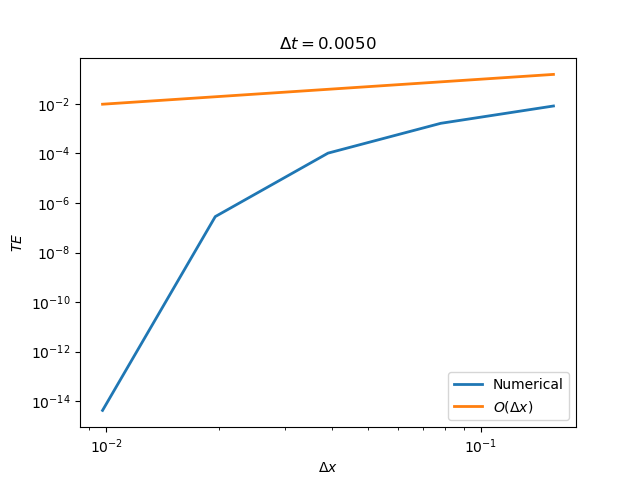 Δt = 0.0050
10⁻²
10⁻⁴
10⁻⁶
10⁻⁸
10⁻¹⁰
10⁻¹²
10⁻¹⁴
TE
Numerical
O(Δx)
10⁻²
10⁻¹
Δx